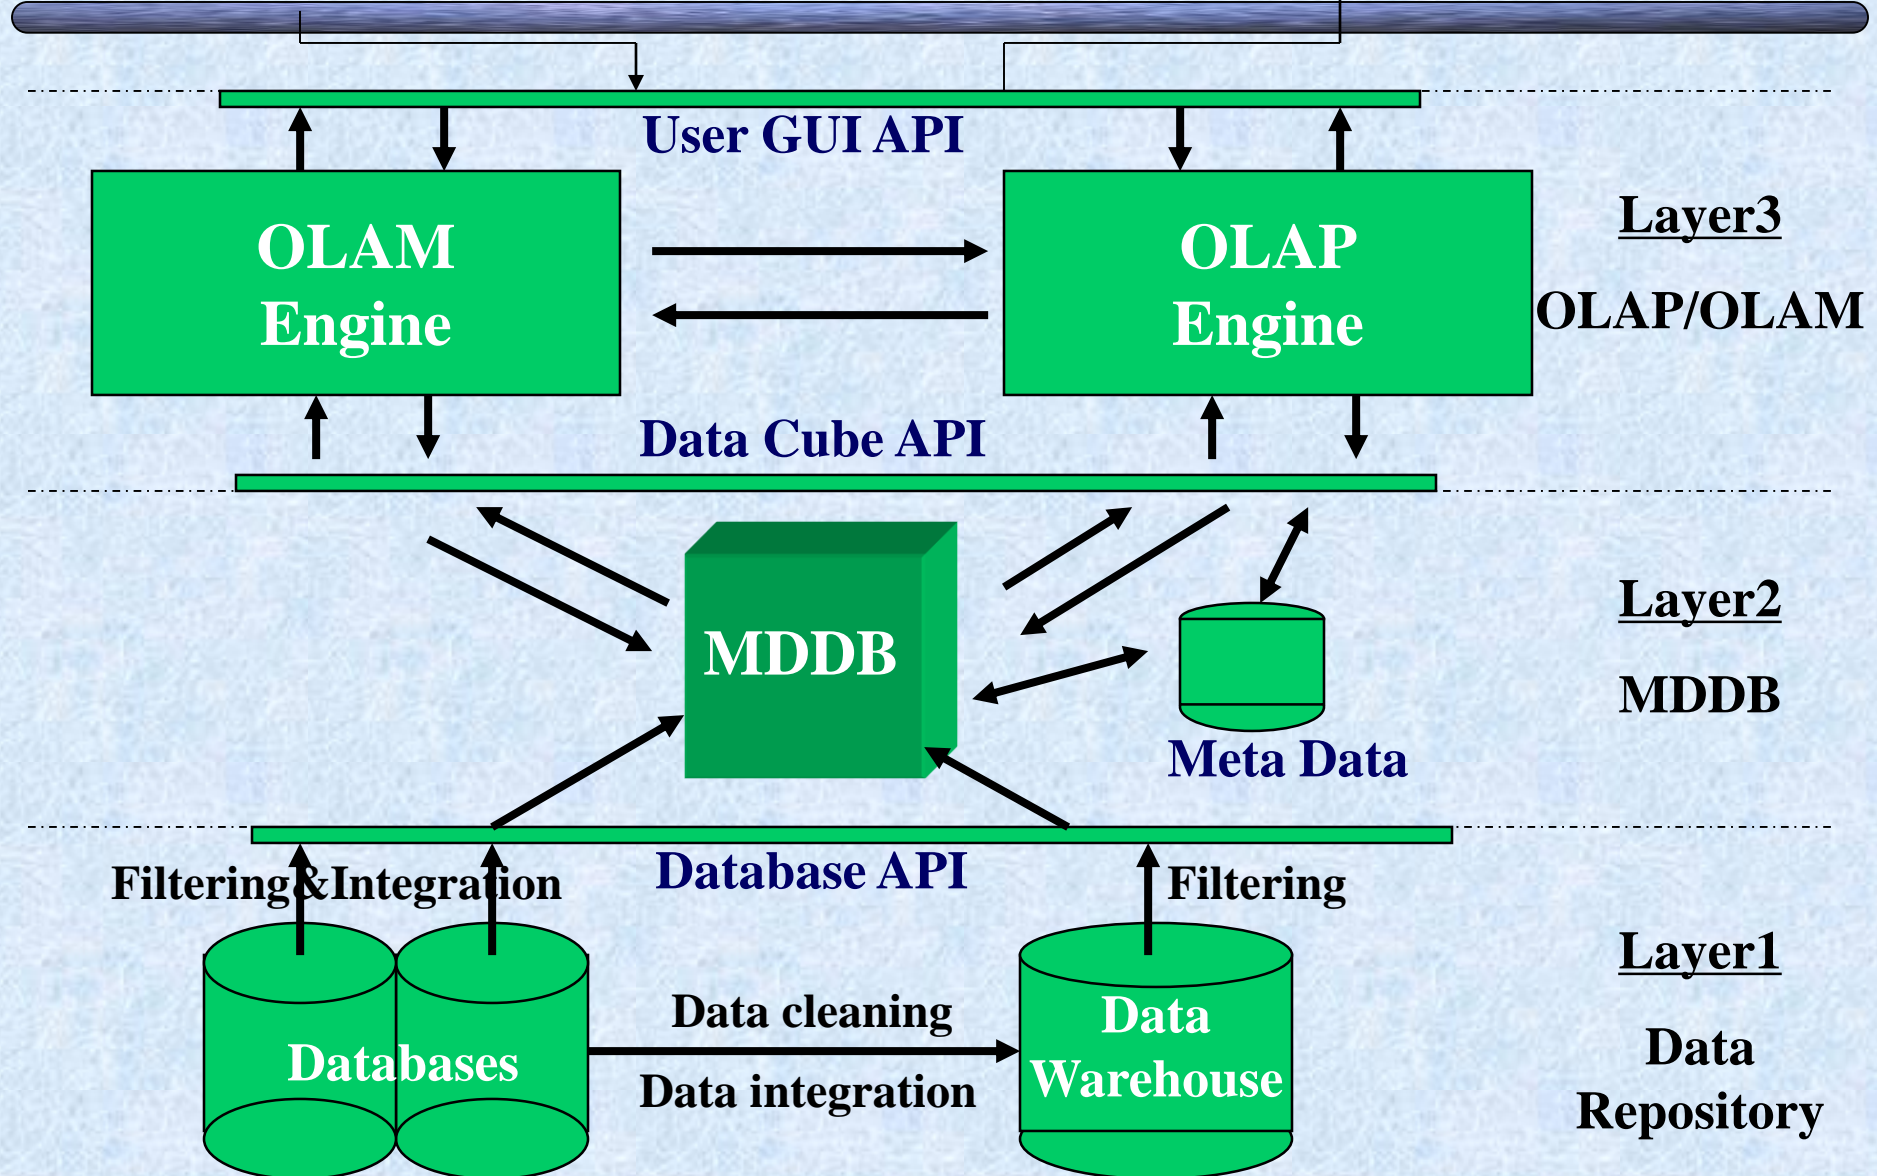 User GUI API
OLAM
Engine
OLAP
Engine
Layer3
OLAP/OLAM
Data Cube API
MDDB
Layer2
MDDB
Meta Data
Database API
Filtering&Integration
Filtering
Databases
Data cleaning
Data integration
Data
Warehouse
Layer1
Data
Repository